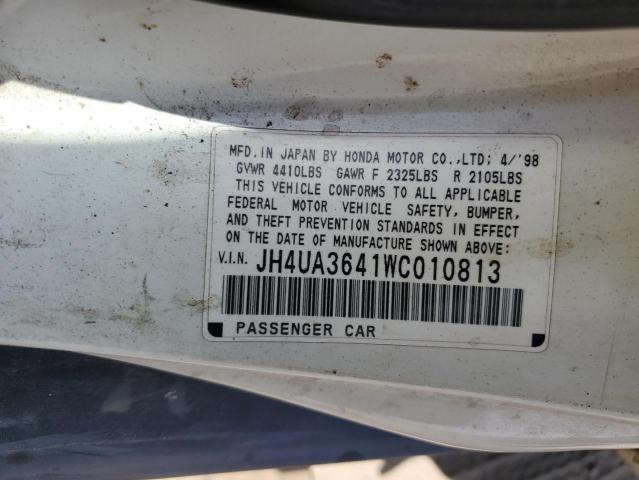 MFD. IN JAPAN BY HONDA MOTOR CO.,LTD; 4/'98
GVWR 4410LBS GAWR F 2325LBS R 2105LBS
THIS VEHICLE CONFORMS TO ALL APPLICABLE
FEDERAL MOTOR VEHICLE SAFETY, BUMPER,
AND THEFT PREVENTION STANDARDS IN EFFECT
ON THE DATE OF MANUFACTURE SHOWN ABOVE:
V.I.N. JH4UA3641WC010813
PASSENGER CAR